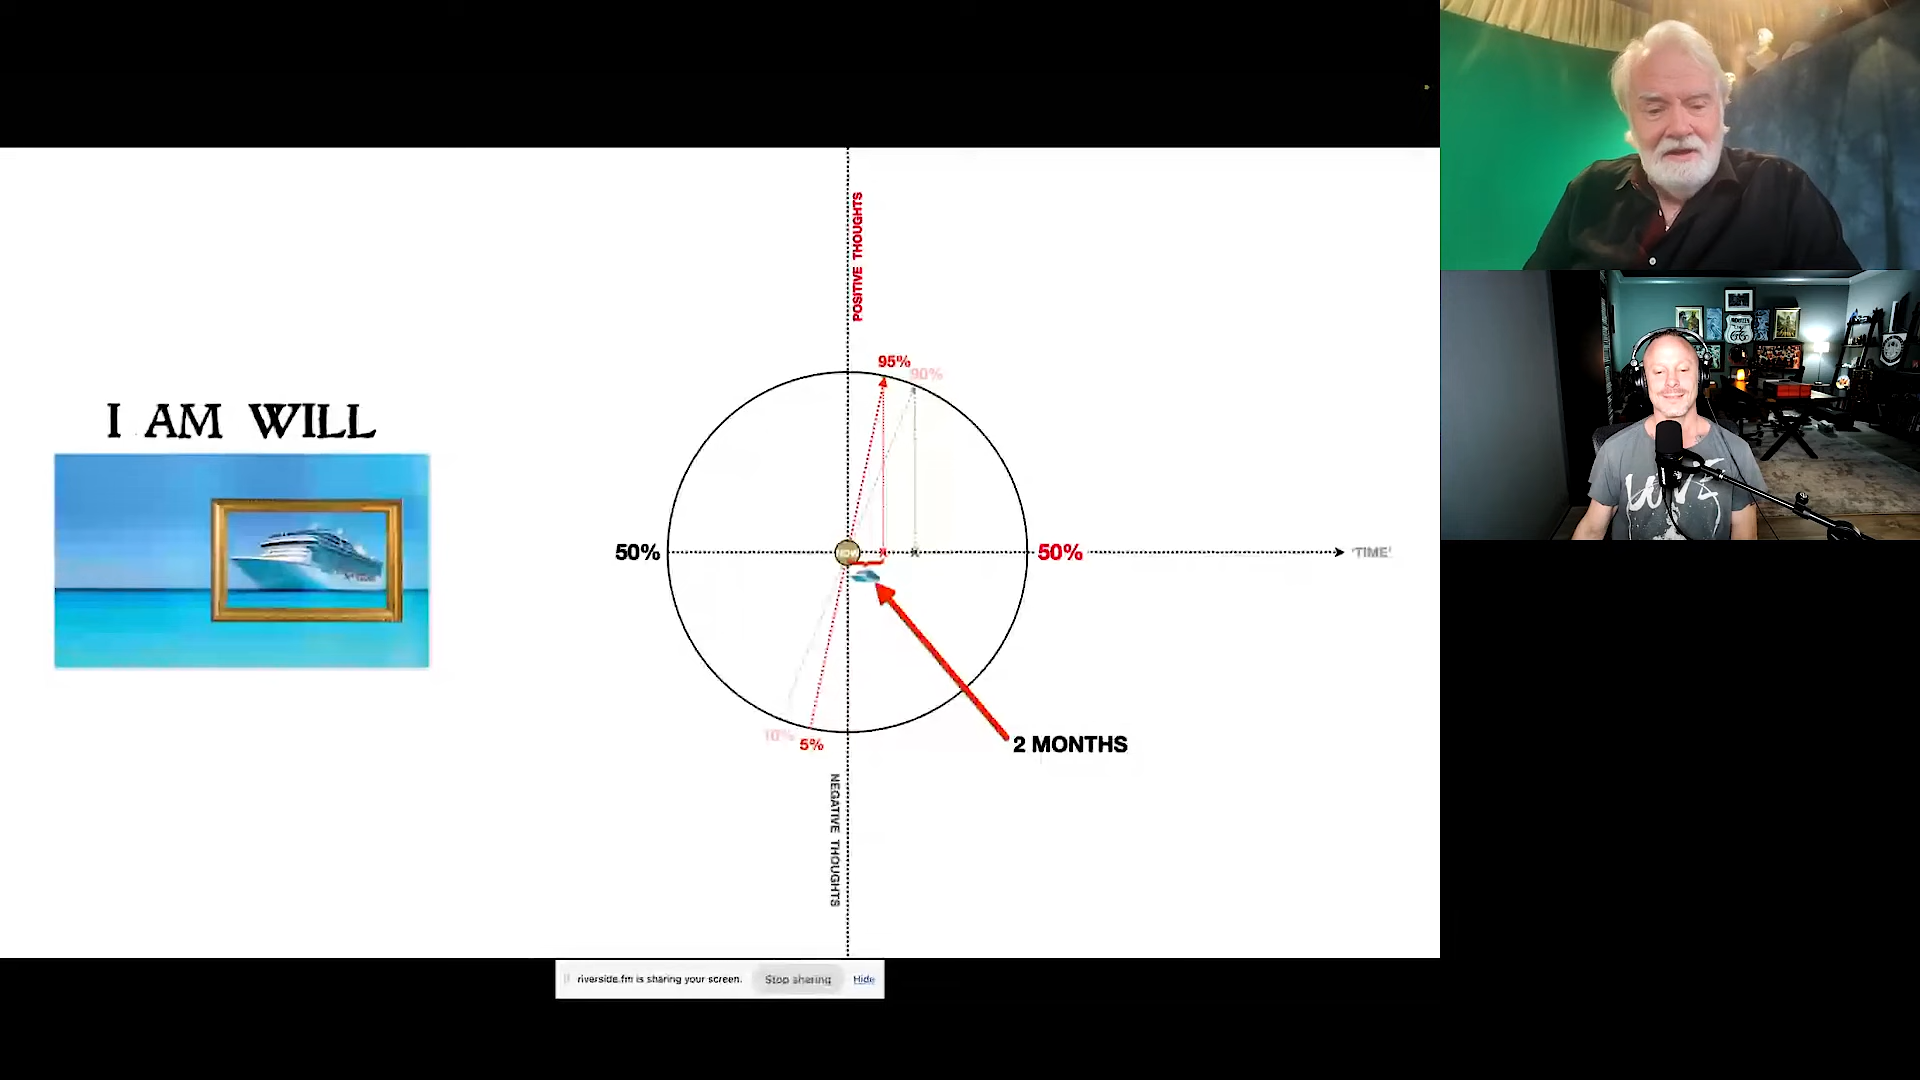 POSITIVE THOUGHTS
95%
90%
I AM WILL
50%
50%
'TIME'
10%
5%
2 MONTHS
NEGATIVE THOUGHTS
riverside.fm is sharing your screen.
Stop sharing
Hide